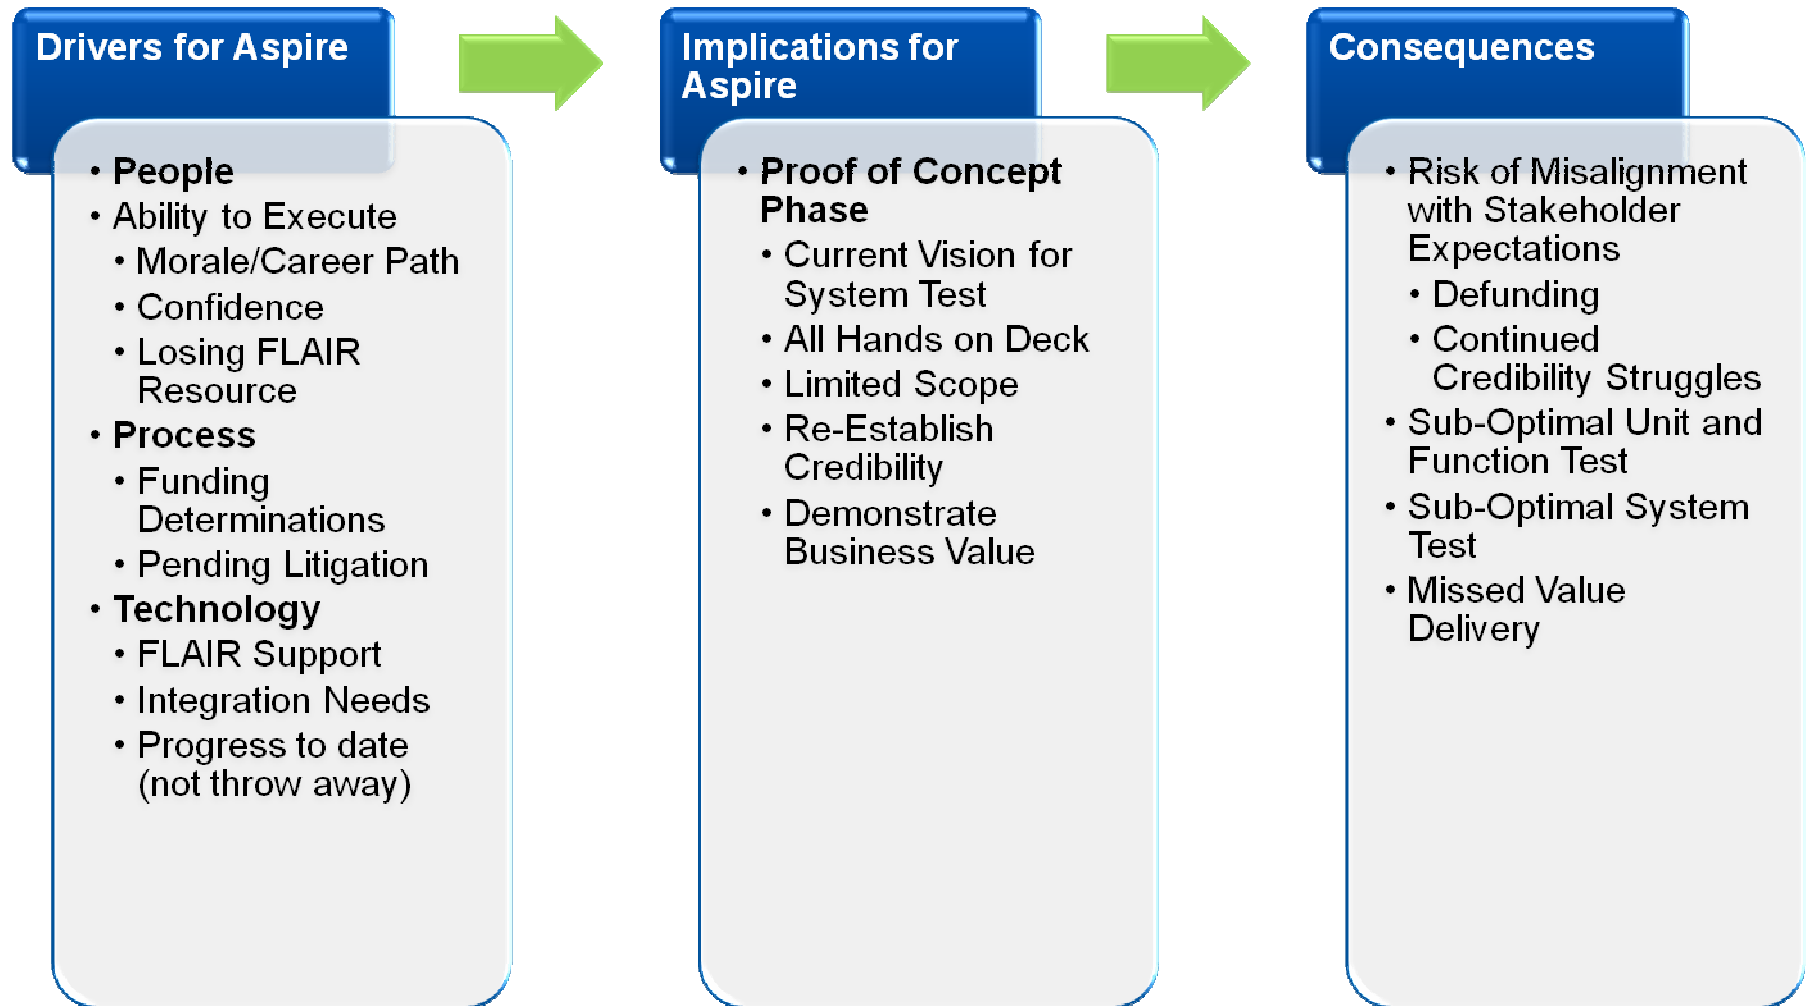 Drivers for Aspire
• People
• Ability to Execute
• Morale/Career Path
• Confidence
• Losing FLAIR
Resource
• Process
• Funding
Determinations
• Pending Litigation
• Technology
• FLAIR Support
• Integration Needs
• Progress to date
(not throw away)
Implications for
Aspire
• Proof of Concept
Phase
• Current Vision for
System Test
• All Hands on Deck
• Limited Scope
• Re-Establish
Credibility
• Demonstrate
Business Value
Consequences
• Risk of Misalignment
with Stakeholder
Expectations
• Defunding
• Continued
Credibility Struggles
• Sub-Optimal Unit and
Function Test
• Sub-Optimal System
Test
• Missed Value
Delivery